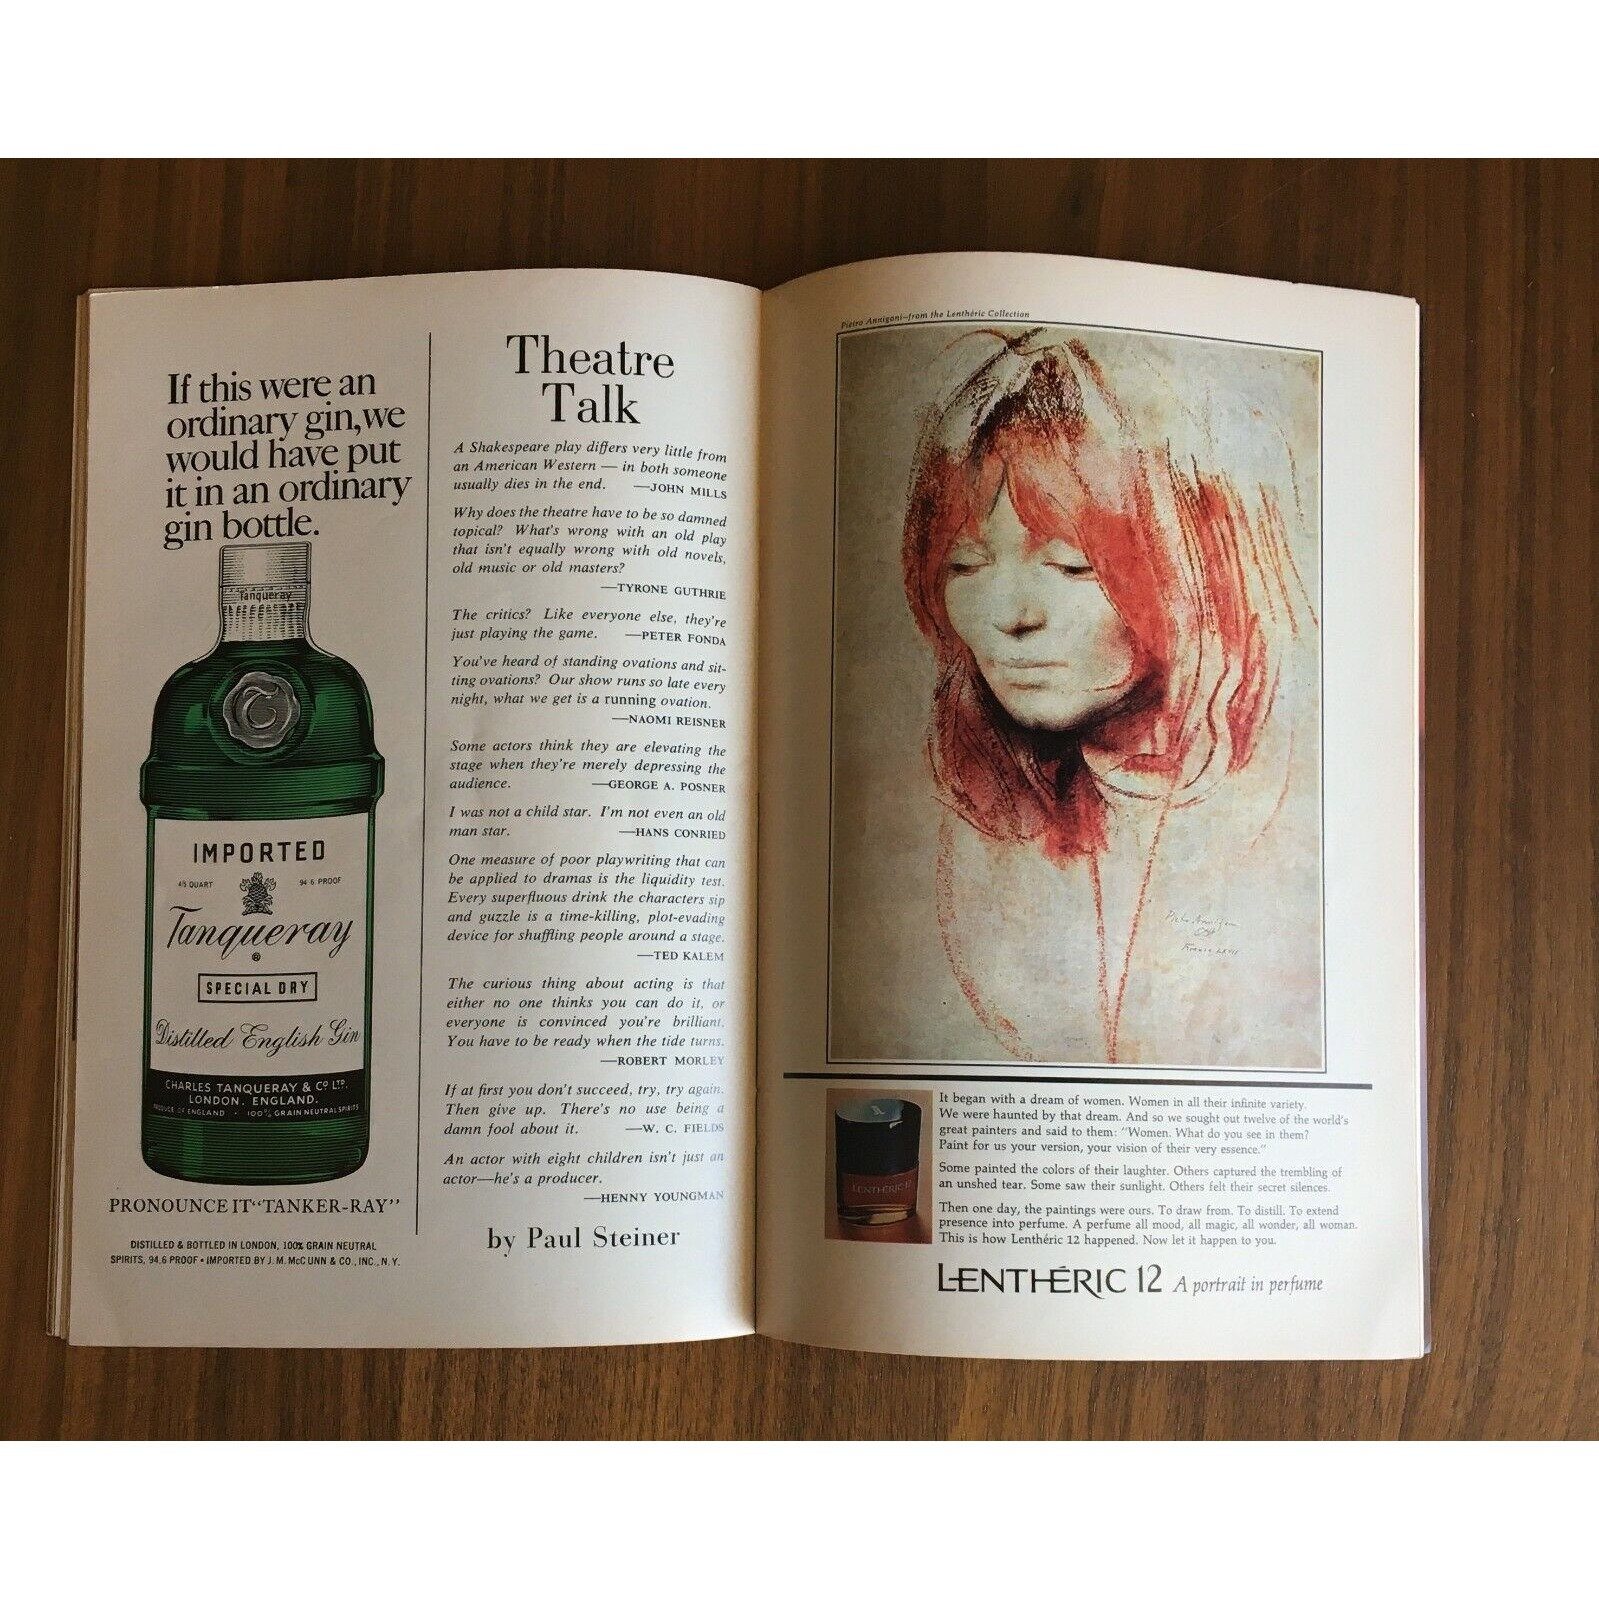 If this were an
ordinary gin, we
would have put
it in an ordinary
gin bottle.
Tanqueray
IMPORTED
4/5 QUART
94.6 PROOF
Tanqueray
®
SPECIAL DRY
Distilled English Gin
CHARLES TANQUERAY & CO LTD.
LONDON, ENGLAND.
PRODUCE OF ENGLAND • 100% GRAIN NEUTRAL SPIRITS
PRONOUNCE IT "TANKER-RAY"
DISTILLED & BOTTLED IN LONDON, 100% GRAIN NEUTRAL
SPIRITS, 94.6 PROOF • IMPORTED BY J. M. McCUNN & CO., INC., N. Y.
Theatre
Talk
A Shakespeare play differs very little from
an American Western — in both someone
usually dies in the end. —JOHN MILLS
Why does the theatre have to be so damned
topical? What's wrong with an old play
that isn't equally wrong with old novels,
old music or old masters?
—TYRONE GUTHRIE
The critics? Like everyone else, they're
just playing the game. —PETER FONDA
You've heard of standing ovations and sit-
ting ovations? Our show runs so late every
night, what we get is a running ovation.
—NAOMI REISNER
Some actors think they are elevating the
stage when they're merely depressing the
audience. —GEORGE A. POSNER
I was not a child star. I'm not even an old
man star. —HANS CONRIED
One measure of poor playwriting that can
be applied to dramas is the liquidity test.
Every superfluous drink the characters sip
and guzzle is a time-killing, plot-evading
device for shuffling people around a stage.
—TED KALEM
The curious thing about acting is that
either no one thinks you can do it, or
everyone is convinced you're brilliant.
You have to be ready when the tide turns.
—ROBERT MORLEY
If at first you don't succeed, try, try again.
Then give up. There's no use being a
damn fool about it. —W. C. FIELDS
An actor with eight children isn't just an
actor—he's a producer.
—HENNY YOUNGMAN
by Paul Steiner
Pietro Annigoni—from the Lenthéric Collection
LENTHÉRIC 12
It began with a dream of women. Women in all their infinite variety.
We were haunted by that dream. And so we sought out twelve of the world's
great painters and said to them: "Women. What do you see in them?
Paint for us your version, your vision of their very essence."
Some painted the colors of their laughter. Others captured the trembling of
an unshed tear. Some saw their sunlight. Others felt their secret silences.
Then one day, the paintings were ours. To draw from. To distill. To extend
presence into perfume. A perfume all mood, all magic, all wonder, all woman.
This is how Lenthéric 12 happened. Now let it happen to you.
LENTHÉRIC 12 A portrait in perfume